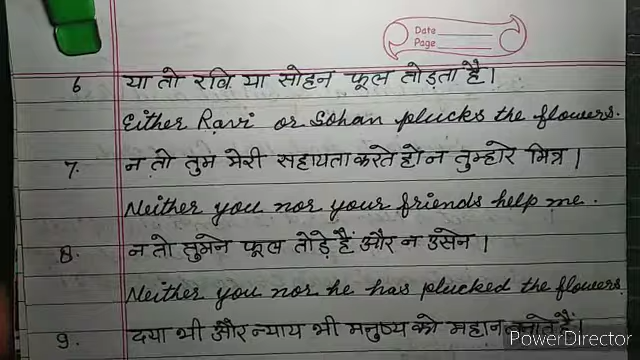 Date
Page
6 या तो रवि या सोहन फूल तोड़ता है।
Either Ravi or Sohan plucks the flowers.
7. न तो तुम मेरी सहायता करते हो न तुम्हारे मित्र।
Neither you nor your friends help me.
8. न तो तुमने फूल तोड़े हैं और न उसने।
Neither you nor he has plucked the flowers.
9. दया भी और न्याय भी मनुष्य को महान बनाते हैं।
PowerDirector